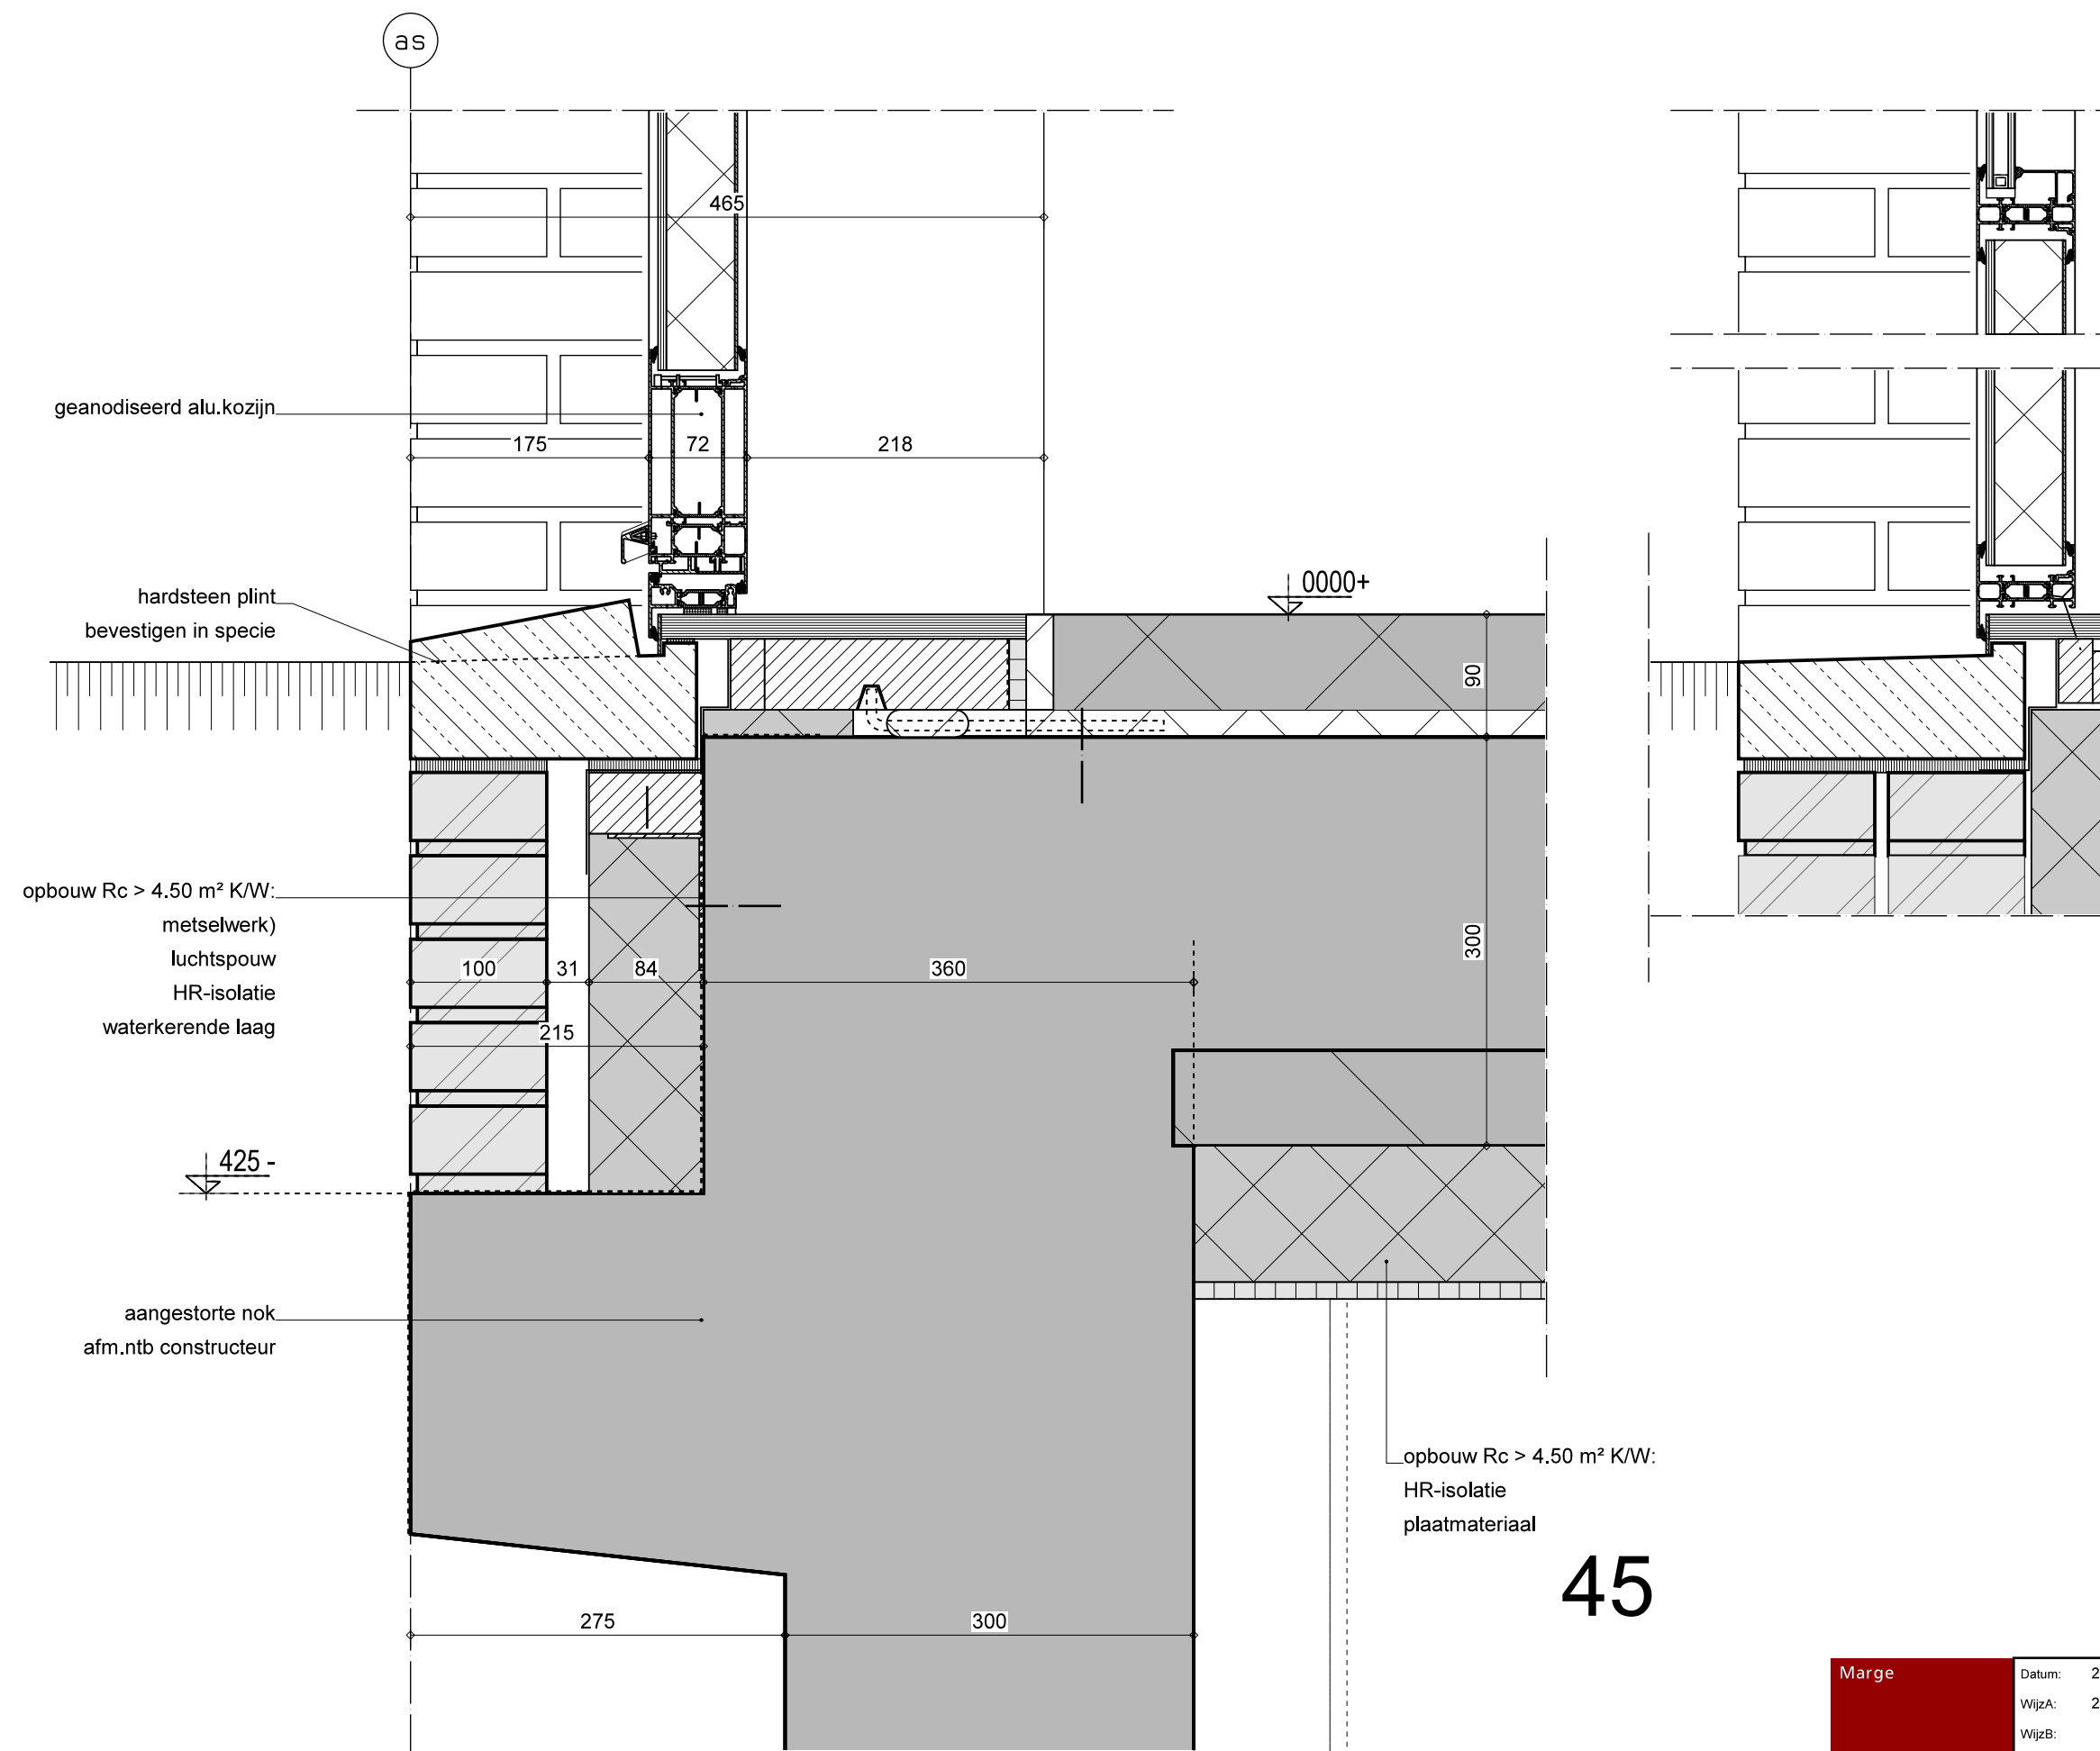 as
465
geanodiseerd alu.kozijn
175
72
218
0000+
hardsteen plint
bevestigen in specie
90
opbouw Rc > 4.50 m² K/W:
metselwerk)
luchtspouw
HR-isolatie
waterkerende laag
100
31
84
360
300
215
425 -
aangestorte nok
afm.ntb constructeur
opbouw Rc > 4.50 m² K/W:
HR-isolatie
plaatmateriaal
45
275
300
Marge
Datum: 2
WijzA: 2
WijzB: